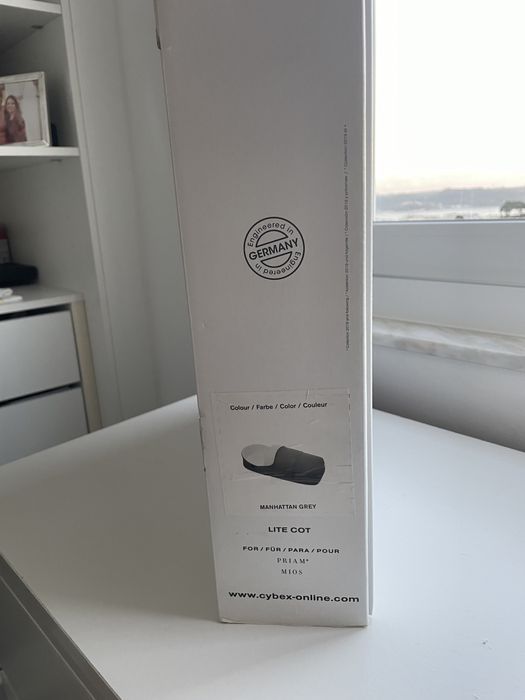 Engineered in
GERMANY
Engineered in
Colour / Farbe / Color / Couleur
MANHATTAN GREY
LITE COT
FOR / FÜR / PARA / POUR
PRIAM*
MIOS
www.cybex-online.com